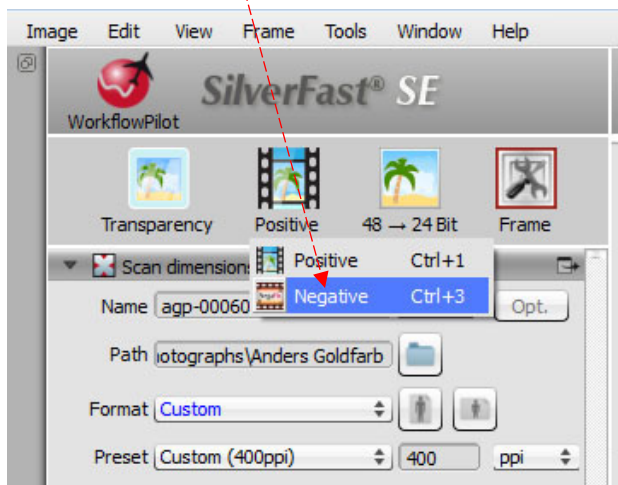 Image Edit View Frame Tools Window Help
SilverFast® SE
WorkflowPilot
Transparency Positive 48 → 24 Bit Frame
Positive Ctrl+1
Scan dimension
Negative Ctrl+3
Name agp-00060 Opt.
Path otographs\Anders Goldfarb
Format Custom
Preset Custom (400ppi) 400 ppi